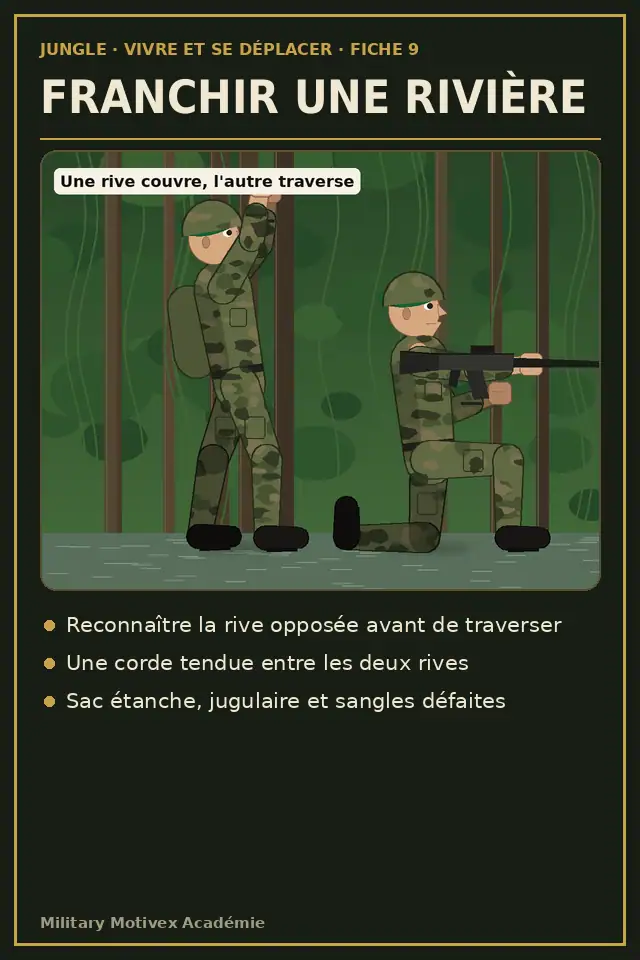 JUNGLE · VIVRE ET SE DÉPLACER · FICHE 9
FRANCHIR UNE RIVIÈRE
Une rive couvre, l'autre traverse
Reconnaître la rive opposée avant de traverser
Une corde tendue entre les deux rives
Sac étanche, jugulaire et sangles défaites
Military Motivex Académie